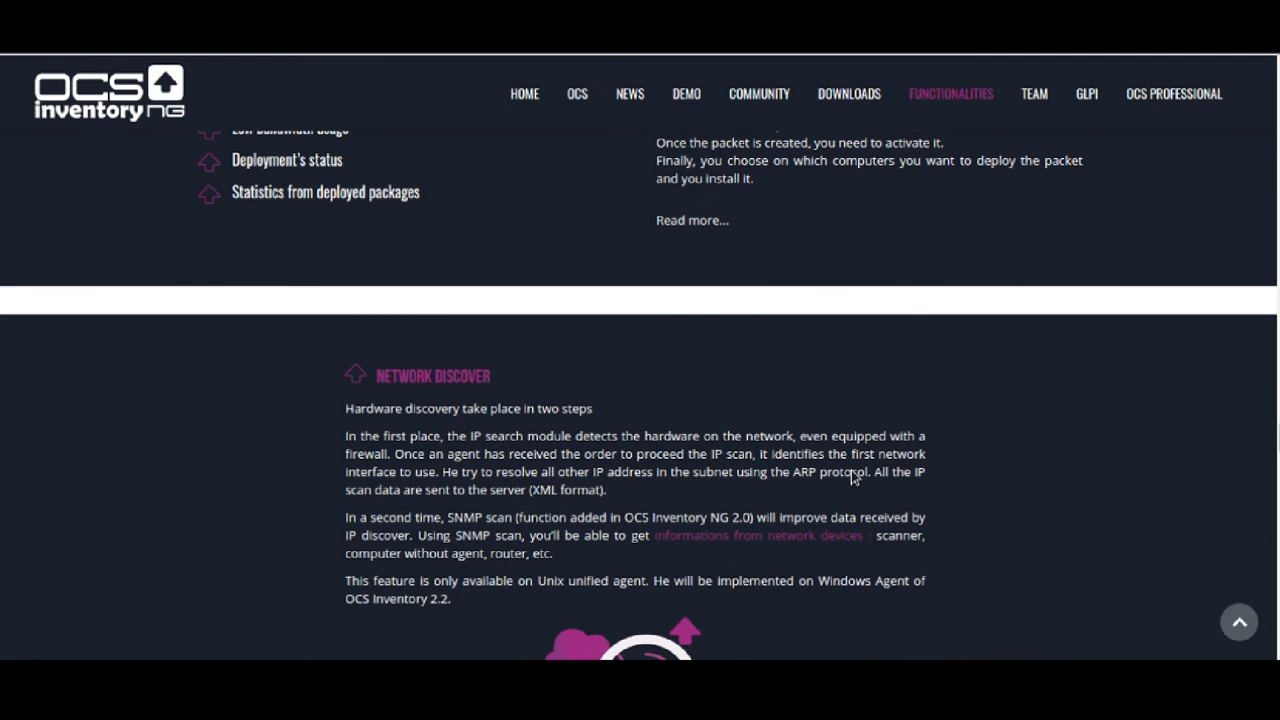 OCS
inventory NG
HOME OCS NEWS DEMO COMMUNITY DOWNLOADS FUNCTIONALITIES TEAM GLPI OCS PROFESSIONAL
Low bandwidth usage
Deployment's status
Statistics from deployed packages
Once the packet is created, you need to activate it.
Finally, you choose on which computers you want to deploy the packet
and you install it.
Read more...
NETWORK DISCOVER
Hardware discovery take place in two steps
In the first place, the IP search module detects the hardware on the network, even equipped with a
firewall. Once an agent has received the order to proceed the IP scan, it identifies the first network
interface to use. He try to resolve all other IP address in the subnet using the ARP protocol. All the IP
scan data are sent to the server (XML format).
In a second time, SNMP scan (function added in OCS Inventory NG 2.0) will improve data received by
IP discover. Using SNMP scan, you'll be able to get informations from network devices : scanner,
computer without agent, router, etc.
This feature is only available on Unix unified agent. He will be implemented on Windows Agent of
OCS Inventory 2.2.